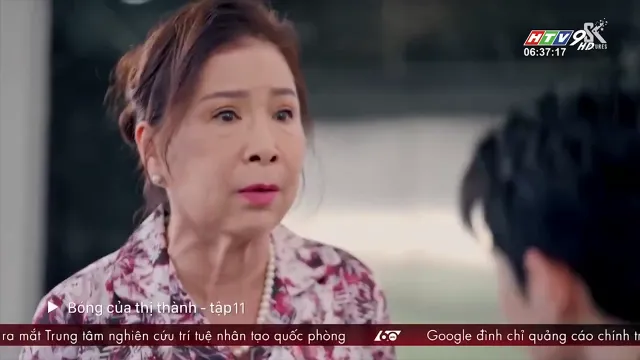 HTV9 HD
06:37:17
Bóng của thị thành - tập11
ra mắt Trung tâm nghiên cứu trí tuệ nhân tạo quốc phòng
Google đình chỉ quảng cáo chính t